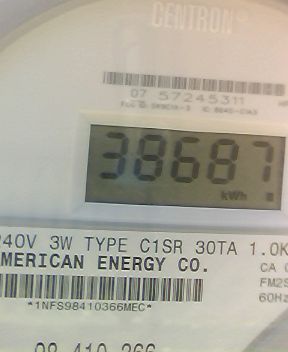 CENTRON®
07 57245311
38687
kWh
240V 3W TYPE C1SR 30TA 1.0K
AMERICAN ENERGY CO.
CA
FM2S
60Hz
*1NFS98410366MEC*
98 410 366